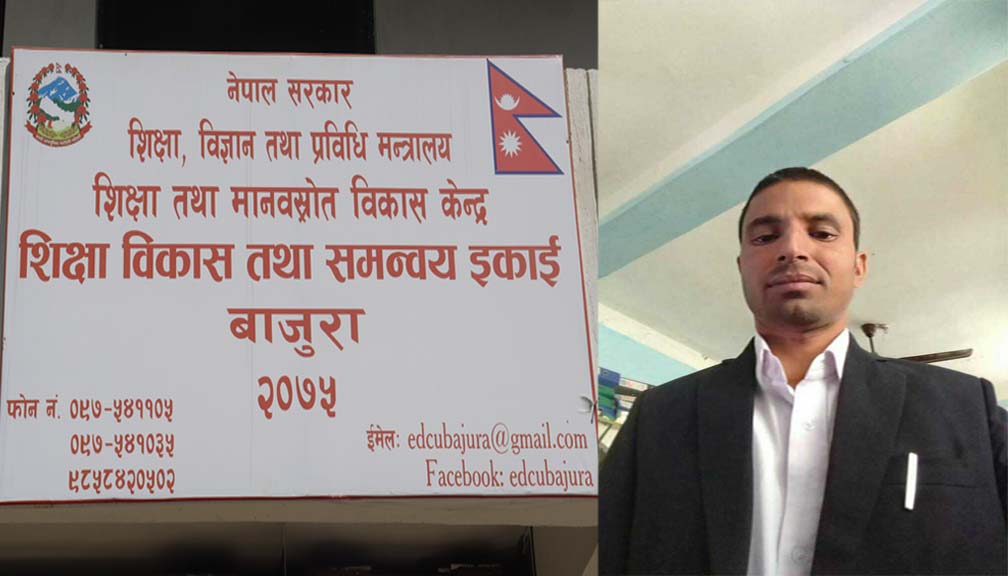 नेपाल सरकार
शिक्षा, विज्ञान तथा प्रविधि मन्त्रालय
शिक्षा तथा मानवस्रोत विकास केन्द्र
शिक्षा विकास तथा समन्वय इकाई
बाजुरा
२०७५
फोन नं. ०९७-५४११०५
०९७-५४१०३५
९८५८४२०५०२
ईमेल: edcubajura@gmail.com
Facebook: edcubajura